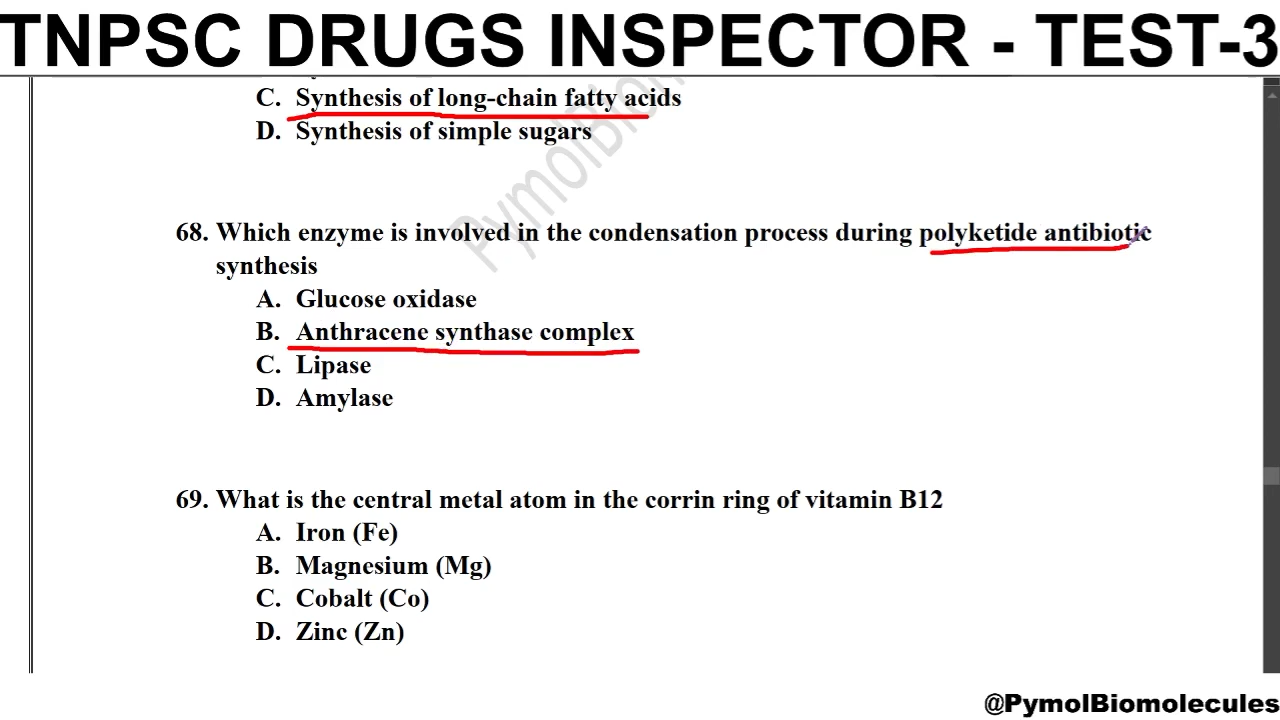 TNPSC DRUGS INSPECTOR - TEST-3
C. Synthesis of long-chain fatty acids
D. Synthesis of simple sugars
PymolBiom
68. Which enzyme is involved in the condensation process during polyketide antibiotic
synthesis
A. Glucose oxidase
B. Anthracene synthase complex
C. Lipase
D. Amylase
69. What is the central metal atom in the corrin ring of vitamin B12
A. Iron (Fe)
B. Magnesium (Mg)
C. Cobalt (Co)
D. Zinc (Zn)
@PymolBiomolecules